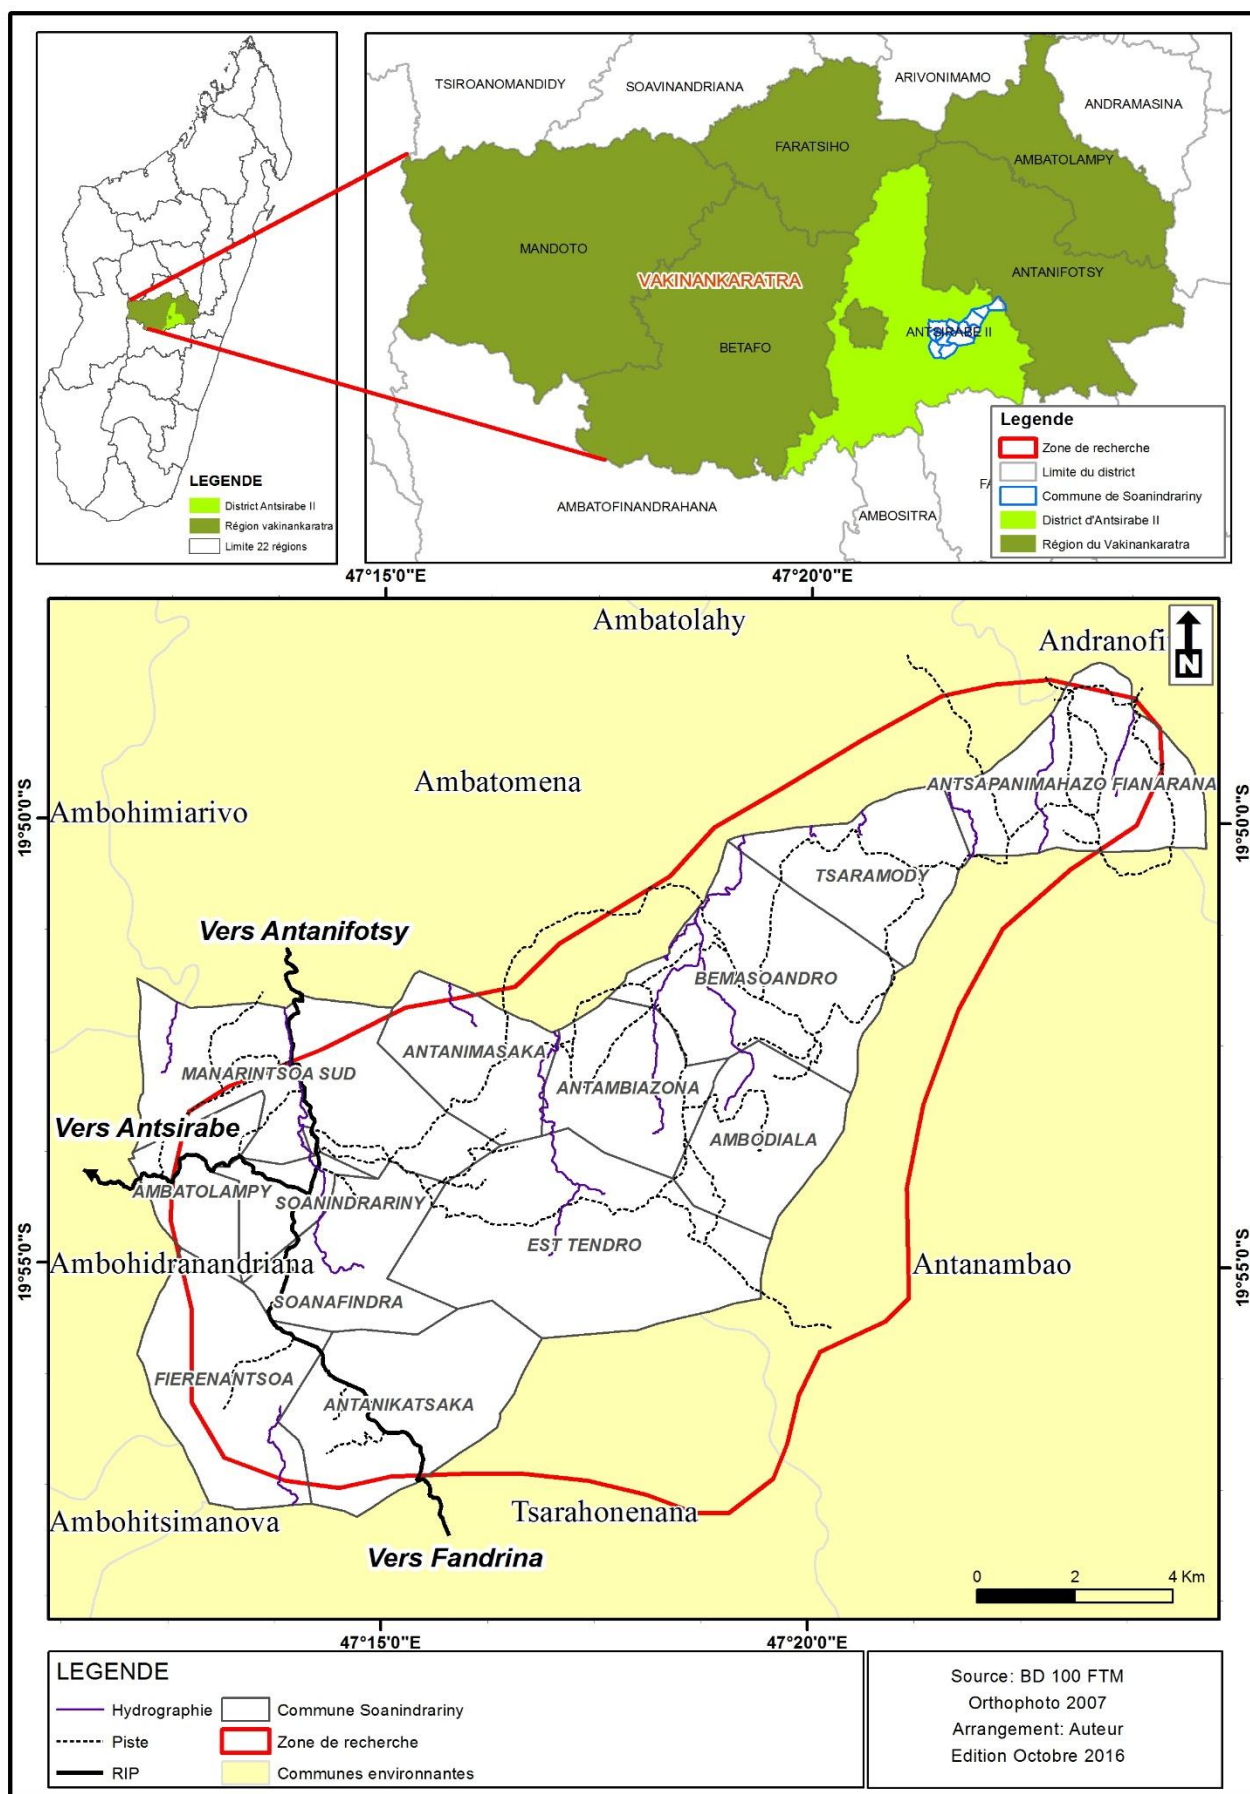 TSIROANOMANDIDY
SOAVINANDRIANA
ARIVONIMAMO
ANDRAMASINA
FARATSIHO
AMBATOLAMPY
MANDOTO
VAKINANKARATRA
ANTANIFOTSY
BETAFO
ANTSIRABE II
AMBATOFINANDRAHANA
AMBOSITRA
FA
LEGENDE
District Antsirabe II
Région vakinankaratra
Limite 22 régions
Legende
Zone de recherche
Limite du district
Commune de Soanindrariny
District d'Antsirabe II
Région du Vakinankaratra
47°15'0"E
47°20'0"E
Ambatolahy
Andranofi
N
Ambatomena
ANTSAPANIMAHAZO FIANARANA
Ambohimiarivo
19°50'0"S
19°50'0"S
TSARAMODY
Vers Antanifotsy
BEMASOANDRO
ANTANIMASAKA
MANARINTSOA SUD
ANTAMBIAZONA
Vers Antsirabe
AMBODIALA
AMBATOLAMPY
SOANINDRARINY
EST TENDRO
Ambohidranandriana
Antanambao
19°55'0"S
19°55'0"S
SOANAFINDRA
FIERENANTSOA
ANTANIKATSAKA
Ambohitsimanova
Tsarahonenana
Vers Fandrina
0 2 4 Km
47°15'0"E
47°20'0"E
LEGENDE
Hydrographie
Commune Soanindrariny
Piste
Zone de recherche
RIP
Communes environnantes
Source: BD 100 FTM
Orthophoto 2007
Arrangement: Auteur
Edition Octobre 2016